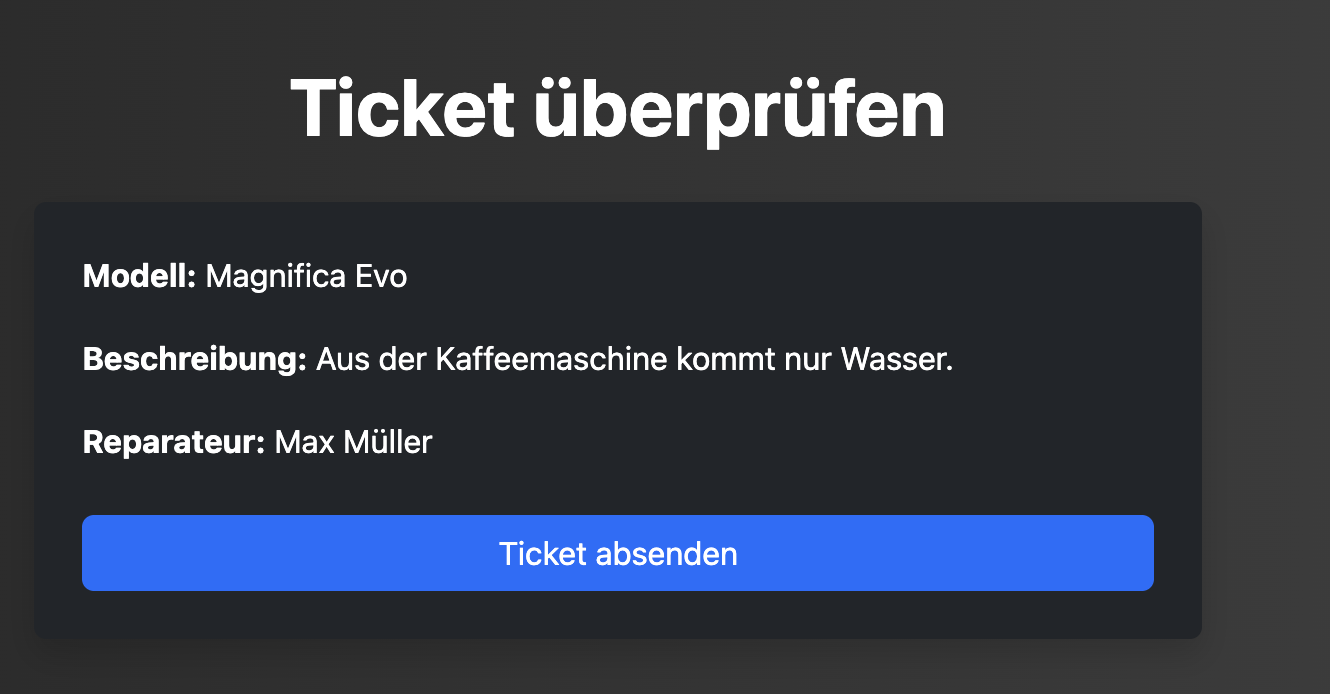 Ticket überprüfen
Modell: Magnifica Evo
Beschreibung: Aus der Kaffeemaschine kommt nur Wasser.
Reparateur: Max Müller
Ticket absenden